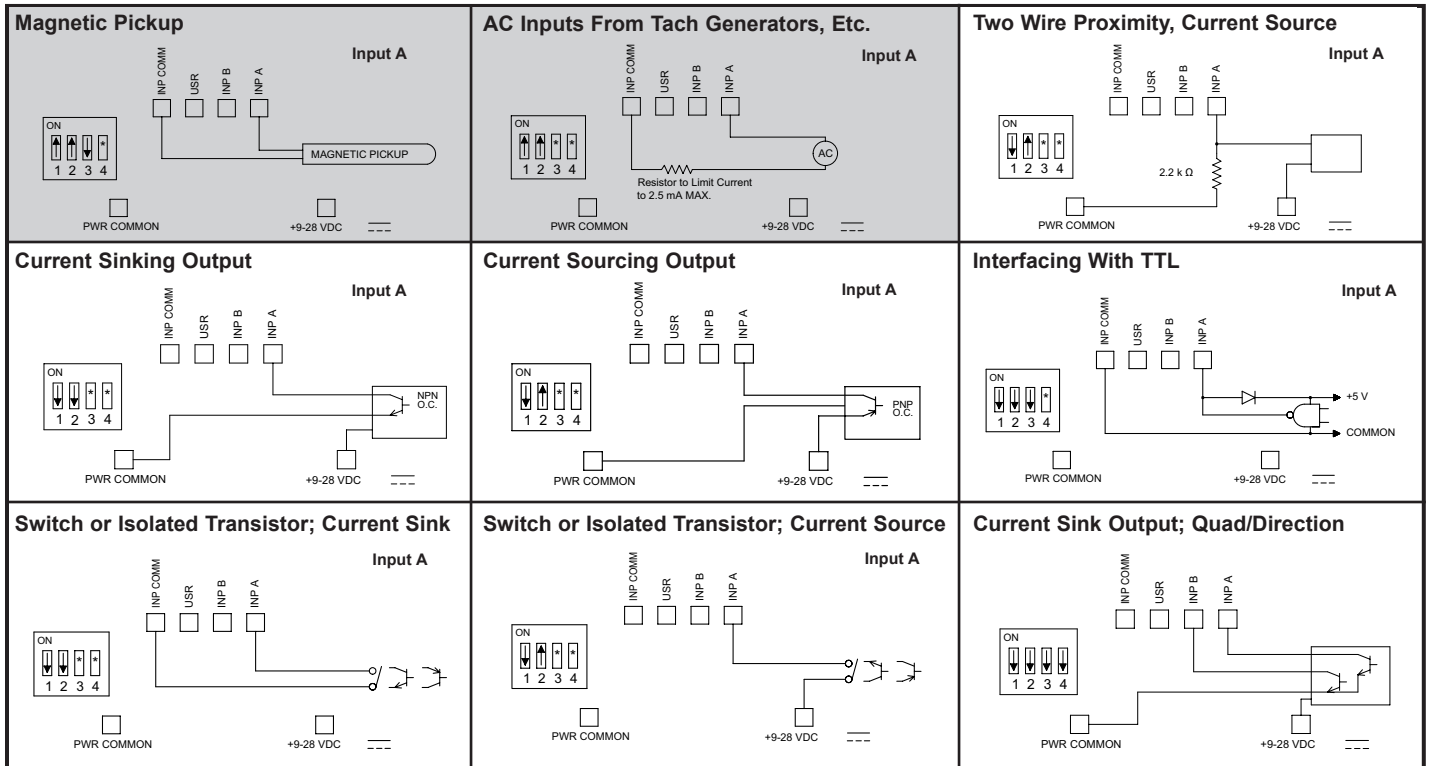 Magnetic Pickup
Input A
INP COMM
USR
INP B
INP A
ON
* 
1 2 3 4
MAGNETIC PICKUP
PWR COMMON
+9-28 VDC
AC Inputs From Tach Generators, Etc.
Input A
INP COMM
USR
INP B
INP A
ON
* *
1 2 3 4
AC
Resistor to Limit Current
to 2.5 mA MAX.
PWR COMMON
+9-28 VDC
Two Wire Proximity, Current Source
Input A
INP COMM
USR
INP B
INP A
ON
* *
1 2 3 4
2.2 k Ω
PWR COMMON
+9-28 VDC
Current Sinking Output
Input A
INP COMM
USR
INP B
INP A
ON
* *
1 2 3 4
NPN
O.C.
PWR COMMON
+9-28 VDC
Current Sourcing Output
Input A
INP COMM
USR
INP B
INP A
ON
* *
1 2 3 4
PNP
O.C.
PWR COMMON
+9-28 VDC
Interfacing With TTL
Input A
INP COMM
USR
INP B
INP A
ON
*
1 2 3 4
+5 V
COMMON
PWR COMMON
+9-28 VDC
Switch or Isolated Transistor; Current Sink
Input A
INP COMM
USR
INP B
INP A
ON
* *
1 2 3 4
PWR COMMON
+9-28 VDC
Switch or Isolated Transistor; Current Source
Input A
INP COMM
USR
INP B
INP A
ON
* *
1 2 3 4
PWR COMMON
+9-28 VDC
Current Sink Output; Quad/Direction
INP COMM
USR
INP B
INP A
ON
1 2 3 4
PWR COMMON
+9-28 VDC